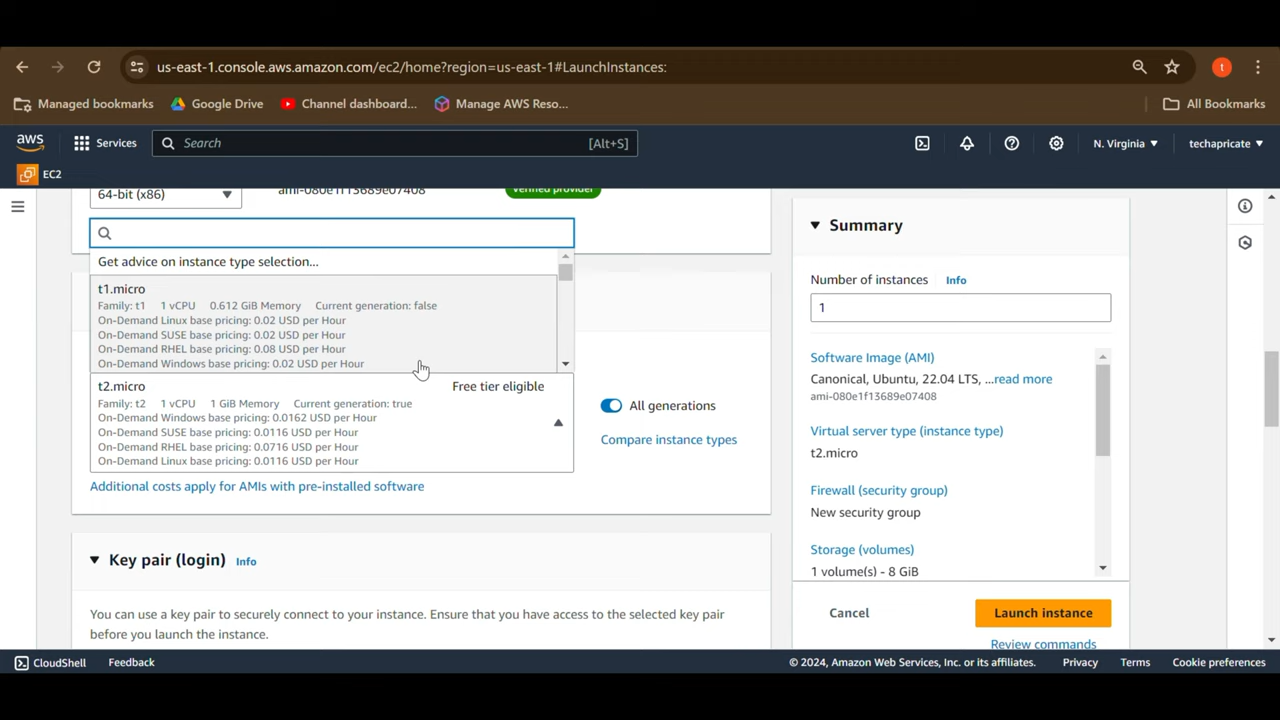 us-east-1.console.aws.amazon.com/ec2/home?region=us-east-1#LaunchInstances:
t
Managed bookmarks
Google Drive
Channel dashboard...
Manage AWS Reso...
All Bookmarks
aws
Services
Search
[Alt+S]
N. Virginia
techapricate
EC2
64-bit (x86)
ami-080e1f13689e07408
Verified provider
Get advice on instance type selection...
t1.micro
Family: t1 1 vCPU 0.612 GiB Memory Current generation: false
On-Demand Linux base pricing: 0.02 USD per Hour
On-Demand SUSE base pricing: 0.02 USD per Hour
On-Demand RHEL base pricing: 0.08 USD per Hour
On-Demand Windows base pricing: 0.02 USD per Hour
t2.micro
Free tier eligible
Family: t2 1 vCPU 1 GiB Memory Current generation: true
On-Demand Windows base pricing: 0.0162 USD per Hour
On-Demand SUSE base pricing: 0.0116 USD per Hour
On-Demand RHEL base pricing: 0.0716 USD per Hour
On-Demand Linux base pricing: 0.0116 USD per Hour
All generations
Compare instance types
Additional costs apply for AMIs with pre-installed software
Key pair (login)
Info
You can use a key pair to securely connect to your instance. Ensure that you have access to the selected key pair
before you launch the instance.
Summary
Number of instances Info
1
Software Image (AMI)
Canonical, Ubuntu, 22.04 LTS, ...read more
ami-080e1f13689e07408
Virtual server type (instance type)
t2.micro
Firewall (security group)
New security group
Storage (volumes)
1 volume(s) - 8 GiB
Cancel
Launch instance
Review commands
CloudShell
Feedback
© 2024, Amazon Web Services, Inc. or its affiliates.
Privacy
Terms
Cookie preferences